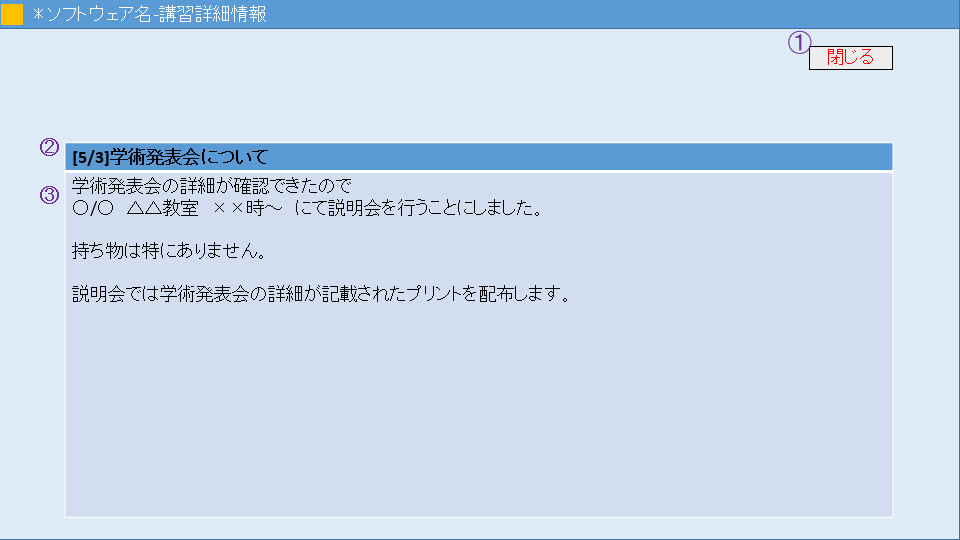 ＊ソフトウェア名-講習詳細情報
①
閉じる
②
[5/3]学術発表会について
③
学術発表会の詳細が確認できたので
〇/〇　△△教室　××時～　にて説明会を行うことにしました。
持ち物は特にありません。
説明会では学術発表会の詳細が記載されたプリントを配布します。